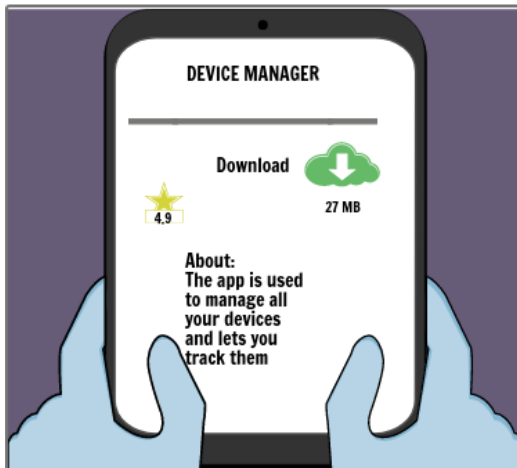 DEVICE MANAGER
Download
4.9
27 MB
About:
The app is used
to manage all
your devices
and lets you
track them